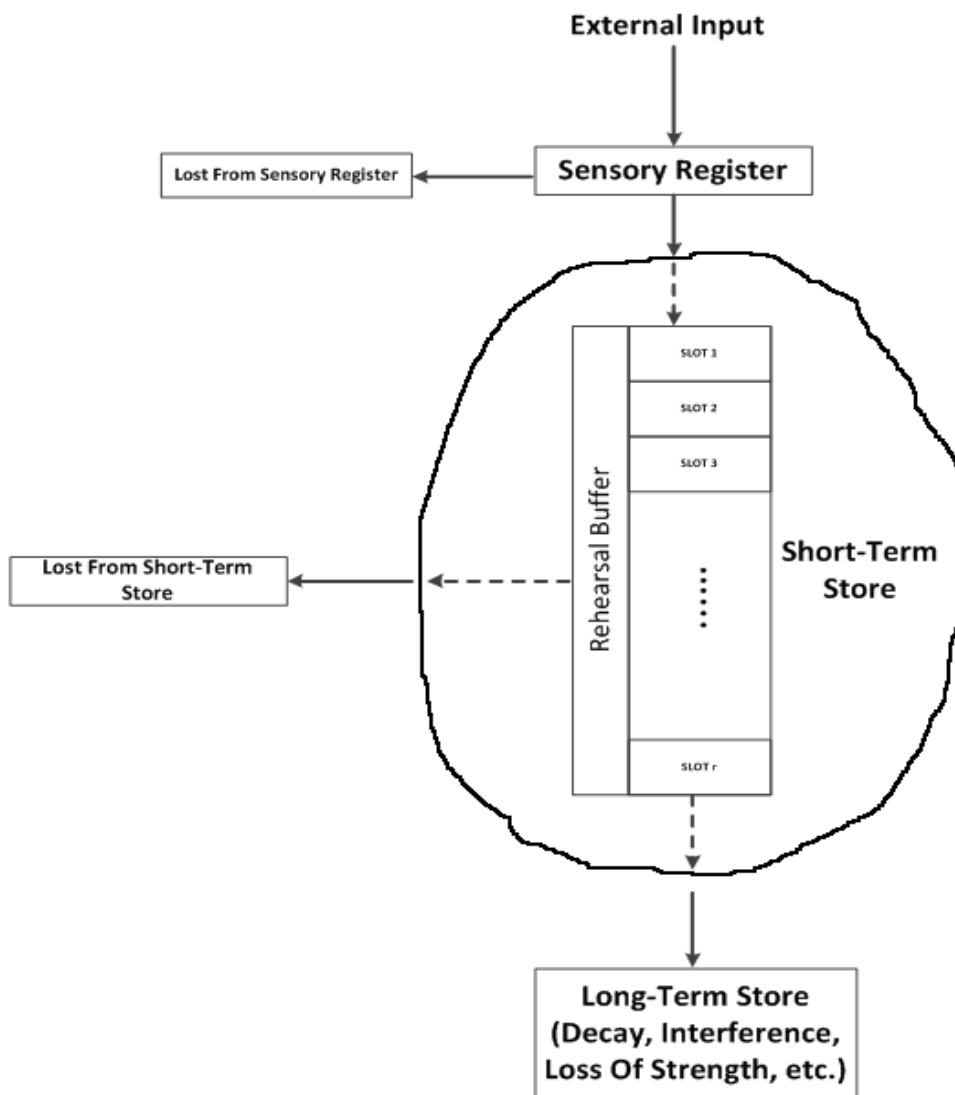 External Input
Lost From Sensory Register
Sensory Register
SLOT 1
SLOT 2
SLOT 3
Rehearsal Buffer
......
Short-Term
Store
Lost From Short-Term
Store
SLOT r
Long-Term Store
(Decay, Interference,
Loss Of Strength, etc.)